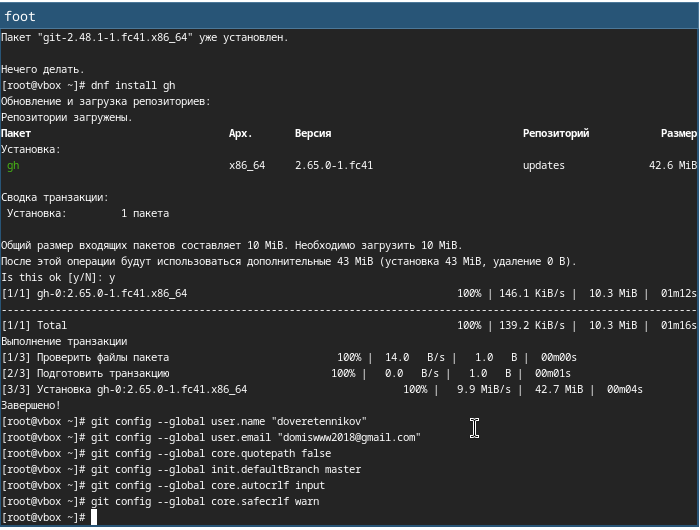 foot
Пакет "git-2.48.1-1.fc41.x86_64" уже установлен.
Нечего делать.
[root@vbox ~]# dnf install gh
Обновление и загрузка репозиториев:
Репозитории загружены.
Пакет Арх. Версия Репозиторий Размер
Установка:
gh x86_64 2.65.0-1.fc41 updates 42.6 MiB
Сводка транзакции:
Установка: 1 пакета
Общий размер входящих пакетов составляет 10 MiB. Необходимо загрузить 10 MiB.
После этой операции будут использоваться дополнительные 43 MiB (установка 43 MiB, удаление 0 B).
Is this ok [y/N]: y
[1/1] gh-0:2.65.0-1.fc41.x86_64 100% | 146.1 KiB/s | 10.3 MiB | 01m12s
--------------------------------------------------------------------------------
[1/1] Total 100% | 139.2 KiB/s | 10.3 MiB | 01m16s
Выполнение транзакции
[1/3] Проверить файлы пакета 100% | 14.0 B/s | 1.0 B | 00m00s
[2/3] Подготовить транзакцию 100% | 0.0 B/s | 1.0 B | 00m01s
[3/3] Установка gh-0:2.65.0-1.fc41.x86_64 100% | 9.9 MiB/s | 42.7 MiB | 00m04s
Завершено!
[root@vbox ~]# git config --global user.name "doveretennikov"
[root@vbox ~]# git config --global user.email "domiswww2018@gmail.com"
[root@vbox ~]# git config --global core.quotepath false
[root@vbox ~]# git config --global init.defaultBranch master
[root@vbox ~]# git config --global core.autocrlf input
[root@vbox ~]# git config --global core.safecrlf warn
[root@vbox ~]#